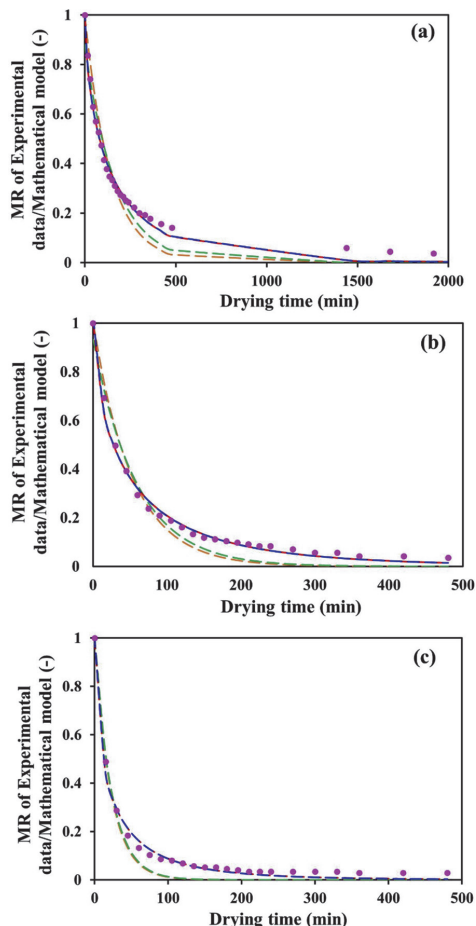 (a)
MR of Experimental
data/Mathematical model (-)
1
0.8
0.6
0.4
0.2
0
0 500 1000 1500 2000
Drying time (min)
(b)
MR of Experimental
data/Mathematical model (-)
1
0.8
0.6
0.4
0.2
0
0 100 200 300 400 500
Drying time (min)
(c)
MR of Experimental
data/Mathematical model (-)
1
0.8
0.6
0.4
0.2
0
0 100 200 300 400 500
Drying time (min)